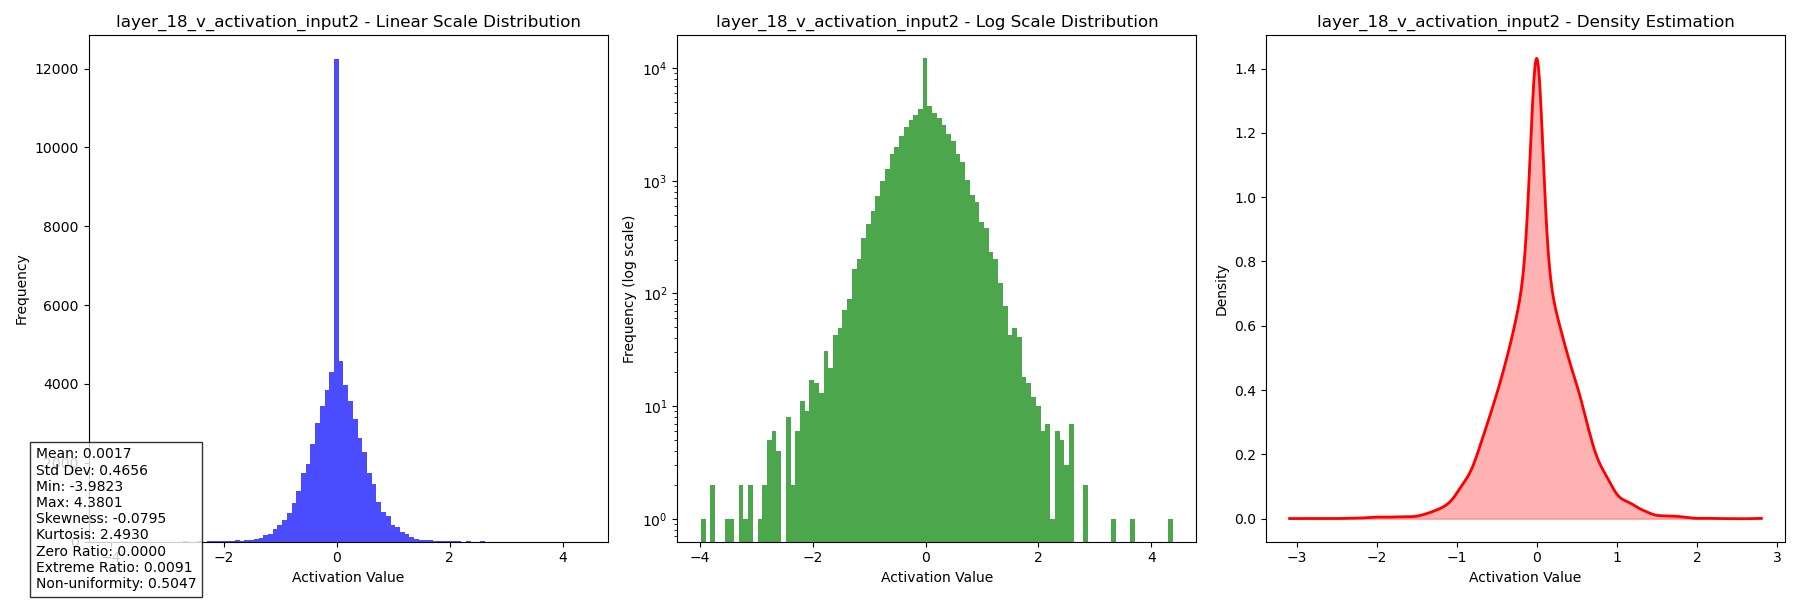 layer_18_v_activation_input2 - Linear Scale Distribution
12000
10000
8000
6000
4000
2000
0
Frequency
−4
−2
0
2
4
Activation Value
Mean: 0.0017
Std Dev: 0.4656
Min: -3.9823
Max: 4.3801
Skewness: -0.0795
Kurtosis: 2.4930
Zero Ratio: 0.0000
Extreme Ratio: 0.0091
Non-uniformity: 0.5047
layer_18_v_activation_input2 - Log Scale Distribution
10⁴
10³
10²
10¹
10⁰
Frequency (log scale)
−4
−2
0
2
4
Activation Value
layer_18_v_activation_input2 - Density Estimation
1.4
1.2
1.0
0.8
0.6
0.4
0.2
0.0
Density
−3
−2
−1
0
1
2
3
Activation Value